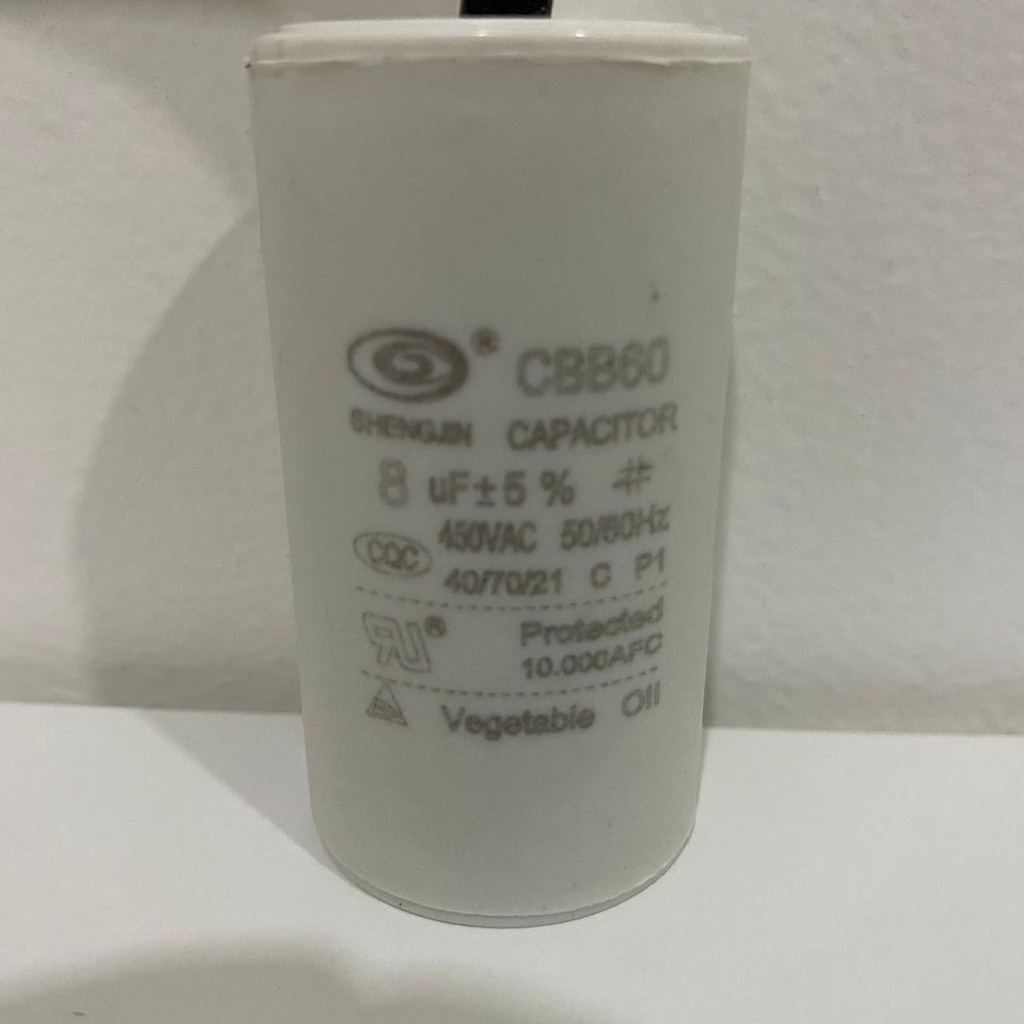 ® CBB60
SHENGJIN CAPACITOR
8 uF±5 % #
CQC 450VAC 50/60Hz
40/70/21 C P1
RU® Protected
10.000AFC
Vegetable Oil